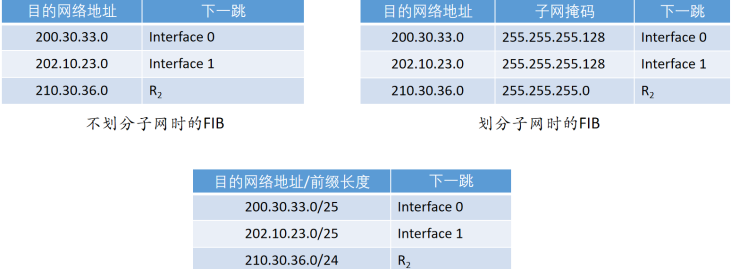 目的网络地址 下一跳
200.30.33.0 Interface 0
202.10.23.0 Interface 1
210.30.36.0 R2
不划分子网时的FIB
目的网络地址 子网掩码 下一跳
200.30.33.0 255.255.255.128 Interface 0
202.10.23.0 255.255.255.128 Interface 1
210.30.36.0 255.255.255.0 R2
划分子网时的FIB
目的网络地址/前缀长度 下一跳
200.30.33.0/25 Interface 0
202.10.23.0/25 Interface 1
210.30.36.0/24 R2